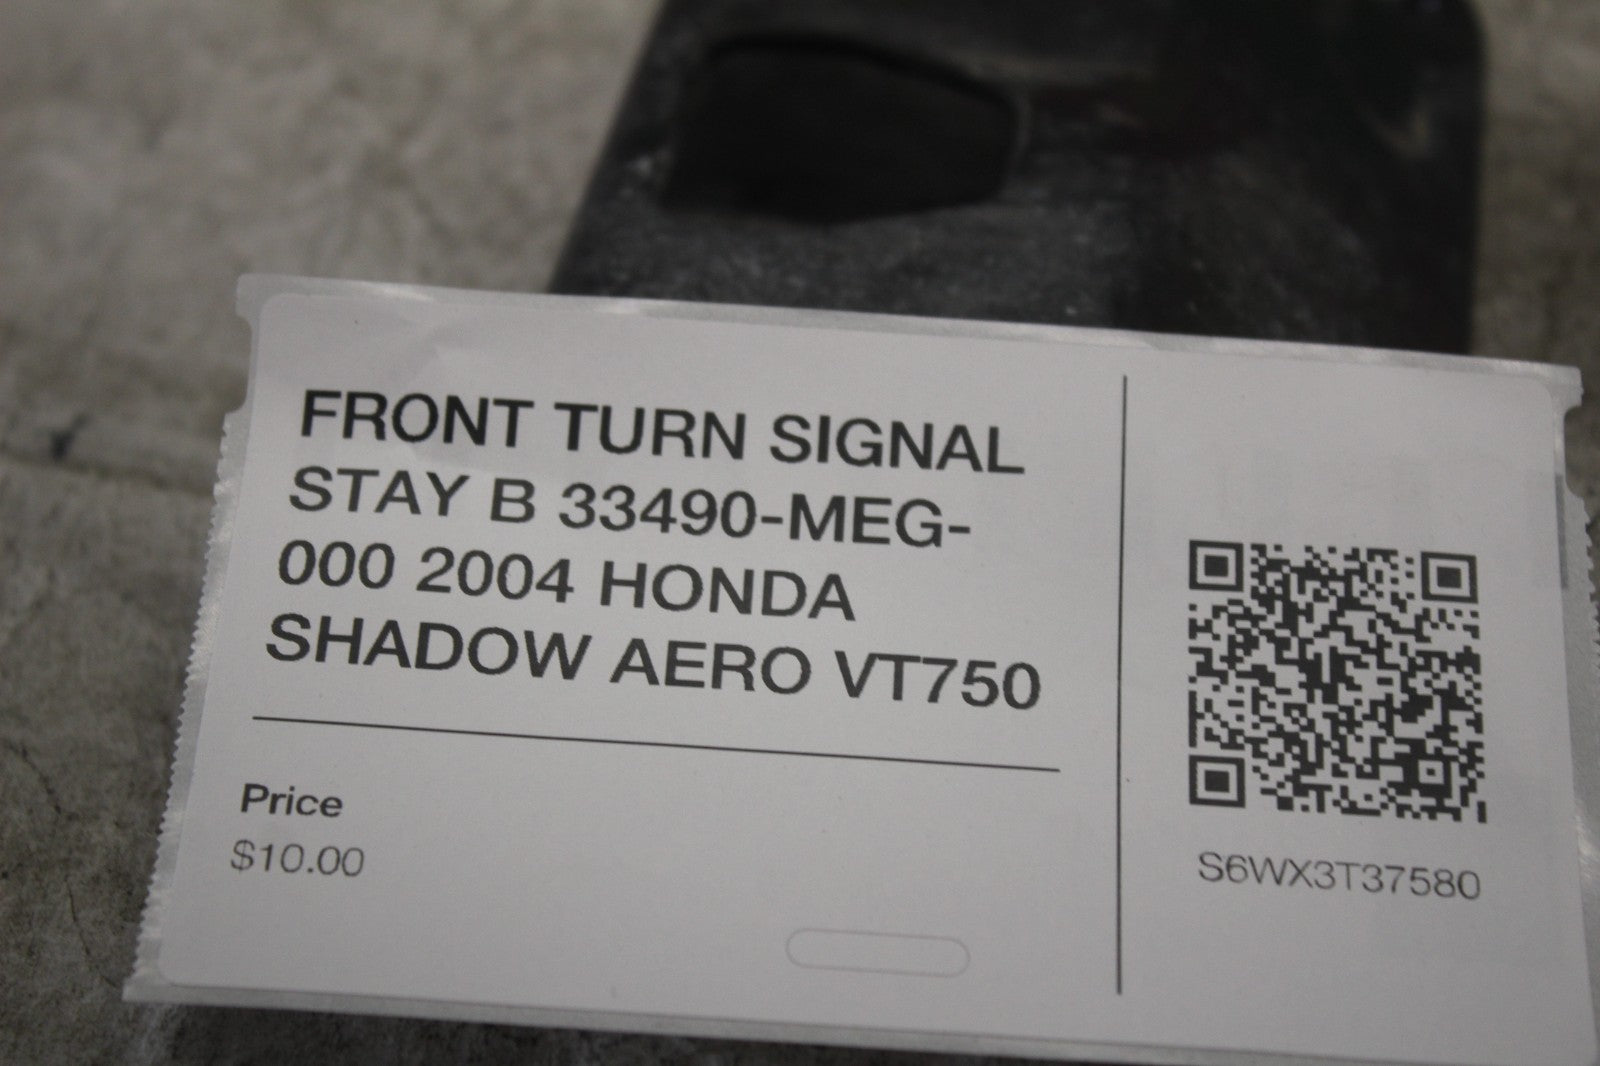 FRONT TURN SIGNAL
STAY B 33490-MEG-
000 2004 HONDA
SHADOW AERO VT750
Price
$10.00
S6WX3T37580